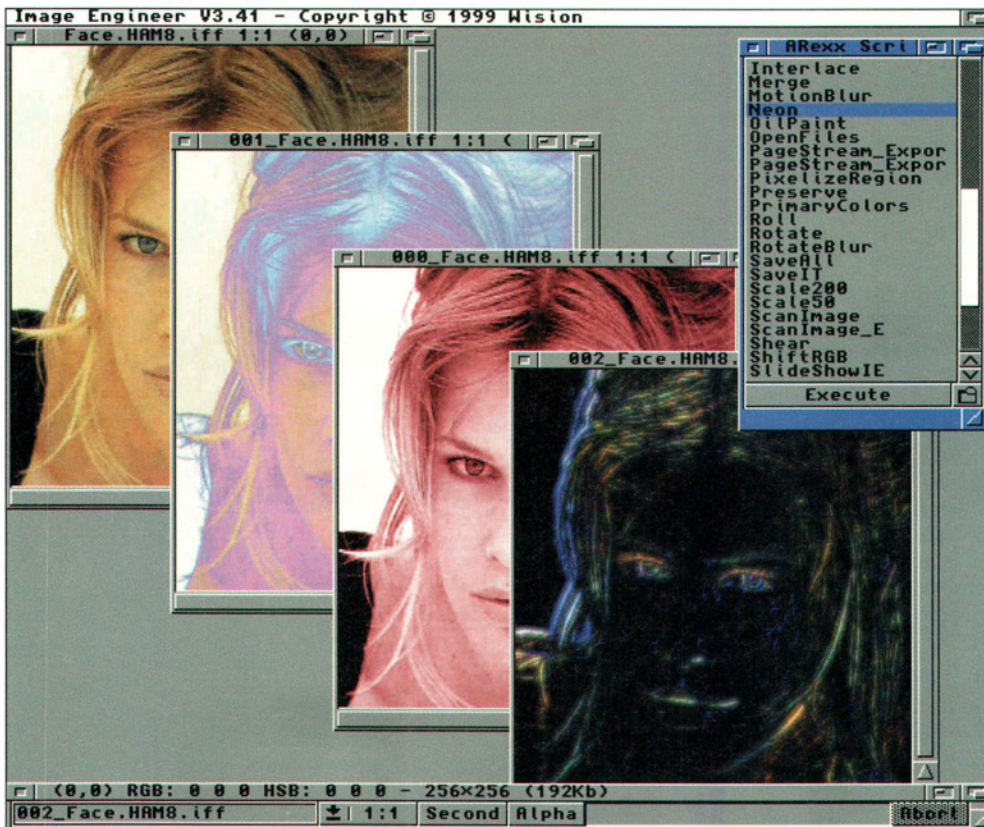 Image Engineer V3.41 - Copyright © 1999 Wision
Face.HAM8.iff 1:1 (0,0)
001_Face.HAM8.iff 1:1 (
000_Face.HAM8.iff 1:1 (
002_Face.HAM8.
ARexx Scri
Interlace
Merge
MotionBlur
Neon
OilPaint
OpenFiles
PageStream_Expor
PageStream_Expor
PixelizeRegion
Preserve
PrimaryColors
Roll
Rotate
RotateBlur
SaveAll
SaveIT
Scale200
Scale50
ScanImage
ScanImage_E
Shear
ShiftRGB
SlideShowIE
Execute
(0,0) RGB: 0 0 0 HSB: 0 0 0 - 256×256 (192Kb)
002_Face.HAM8.iff
1:1
Second
Alpha
Abort